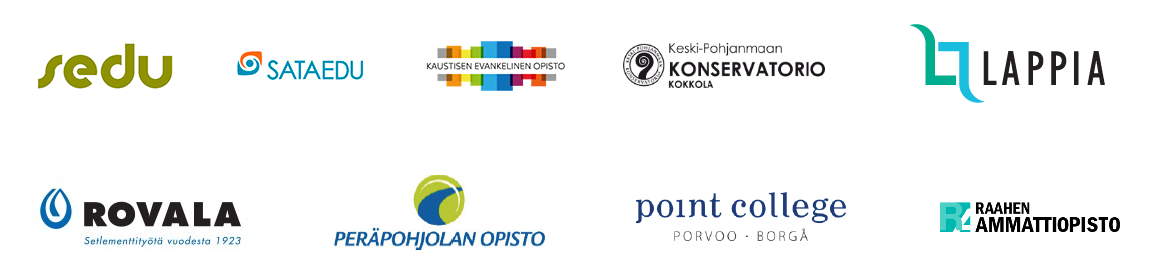 sedu
SATAEDU
KAUSTISEN EVANKELINEN OPISTO
Keski-Pohjanmaan
KONSERVATORIO
KOKKOLA
LAPPIA
ROVALA
Setlementtityötä vuodesta 1923
PERÄPOHJOLAN OPISTO
point college
PORVOO · BORGÅ
RAAHEN
AMMATTIOPISTO